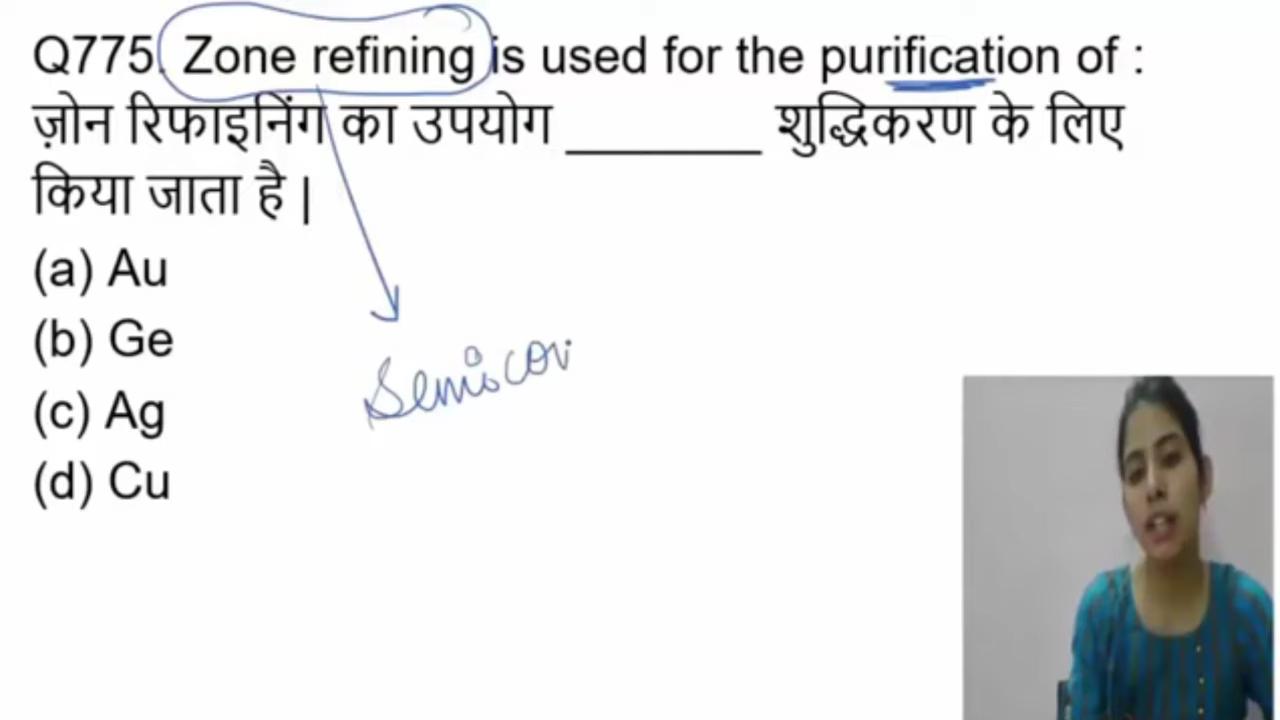 Q775. Zone refining is used for the purification of :
ज़ोन रिफाइनिंग का उपयोग ________ शुद्धिकरण के लिए
किया जाता है |
(a) Au
(b) Ge
Semicon
(c) Ag
(d) Cu